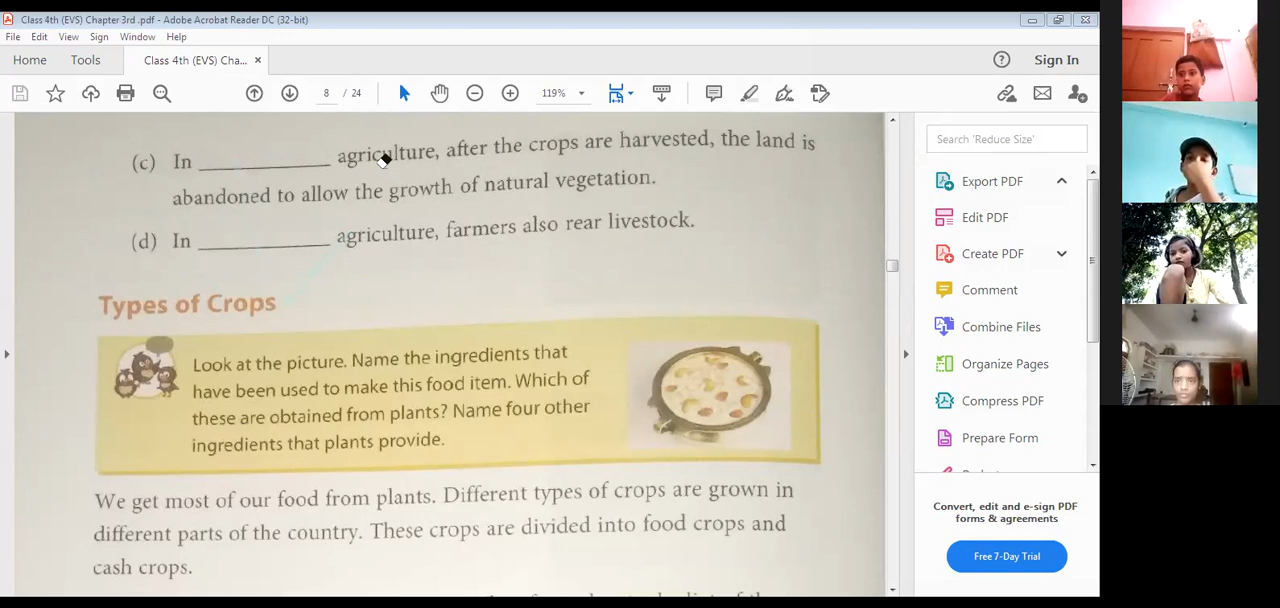 Class 4th (EVS) Chapter 3rd .pdf - Adobe Acrobat Reader DC (32-bit)
File Edit View Sign Window Help
Home Tools Class 4th (EVS) Cha... × Sign In
8 / 24 119%
(c) In ____________ agriculture, after the crops are harvested, the land is
abandoned to allow the growth of natural vegetation.
(d) In ____________ agriculture, farmers also rear livestock.
Types of Crops
Look at the picture. Name the ingredients that
have been used to make this food item. Which of
these are obtained from plants? Name four other
ingredients that plants provide.
We get most of our food from plants. Different types of crops are grown in
different parts of the country. These crops are divided into food crops and
cash crops.
Search 'Reduce Size'
Export PDF
Edit PDF
Create PDF
Comment
Combine Files
Organize Pages
Compress PDF
Prepare Form
Convert, edit and e-sign PDF
forms & agreements
Free 7-Day Trial